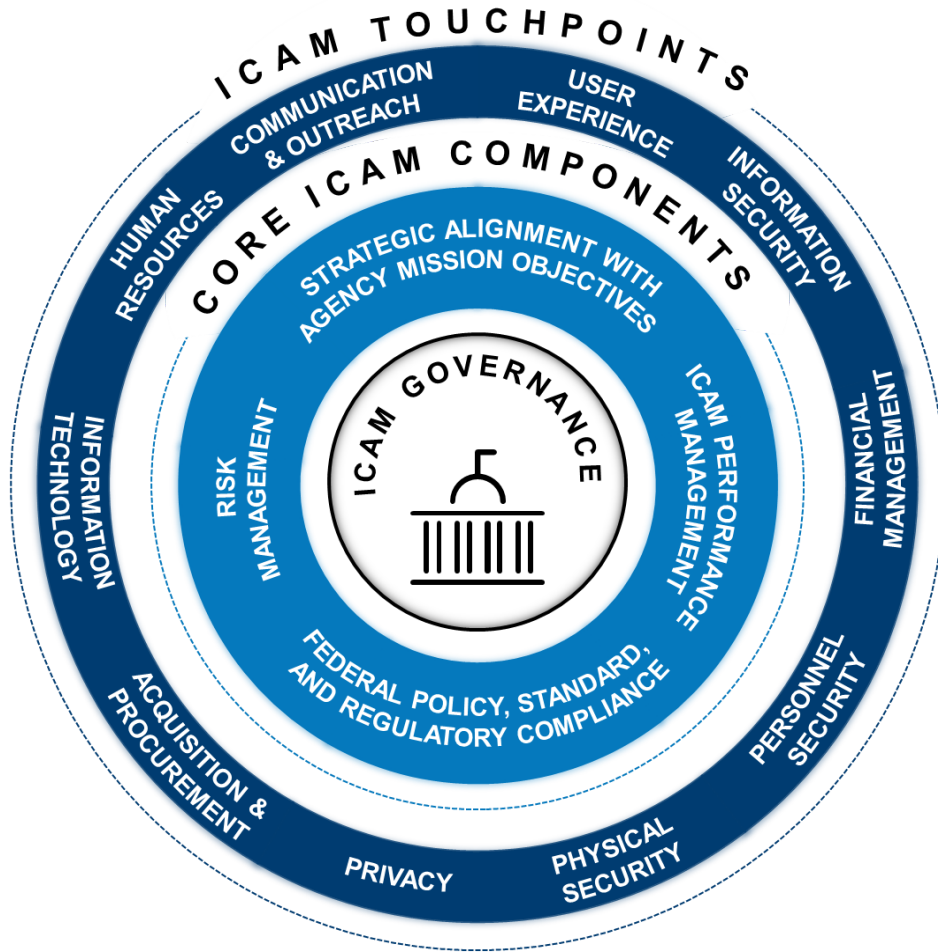 ICAM TOUCHPOINTS
COMMUNICATION
& OUTREACH
USER
EXPERIENCE
INFORMATION
SECURITY
FINANCIAL
MANAGEMENT
PERSONNEL
SECURITY
PHYSICAL
SECURITY
PRIVACY
ACQUISITION &
PROCUREMENT
INFORMATION
TECHNOLOGY
HUMAN
RESOURCES
CORE ICAM COMPONENTS
STRATEGIC ALIGNMENT WITH
AGENCY MISSION OBJECTIVES
ICAM PERFORMANCE
MANAGEMENT
FEDERAL POLICY, STANDARD,
AND REGULATORY COMPLIANCE
RISK
MANAGEMENT
ICAM GOVERNANCE